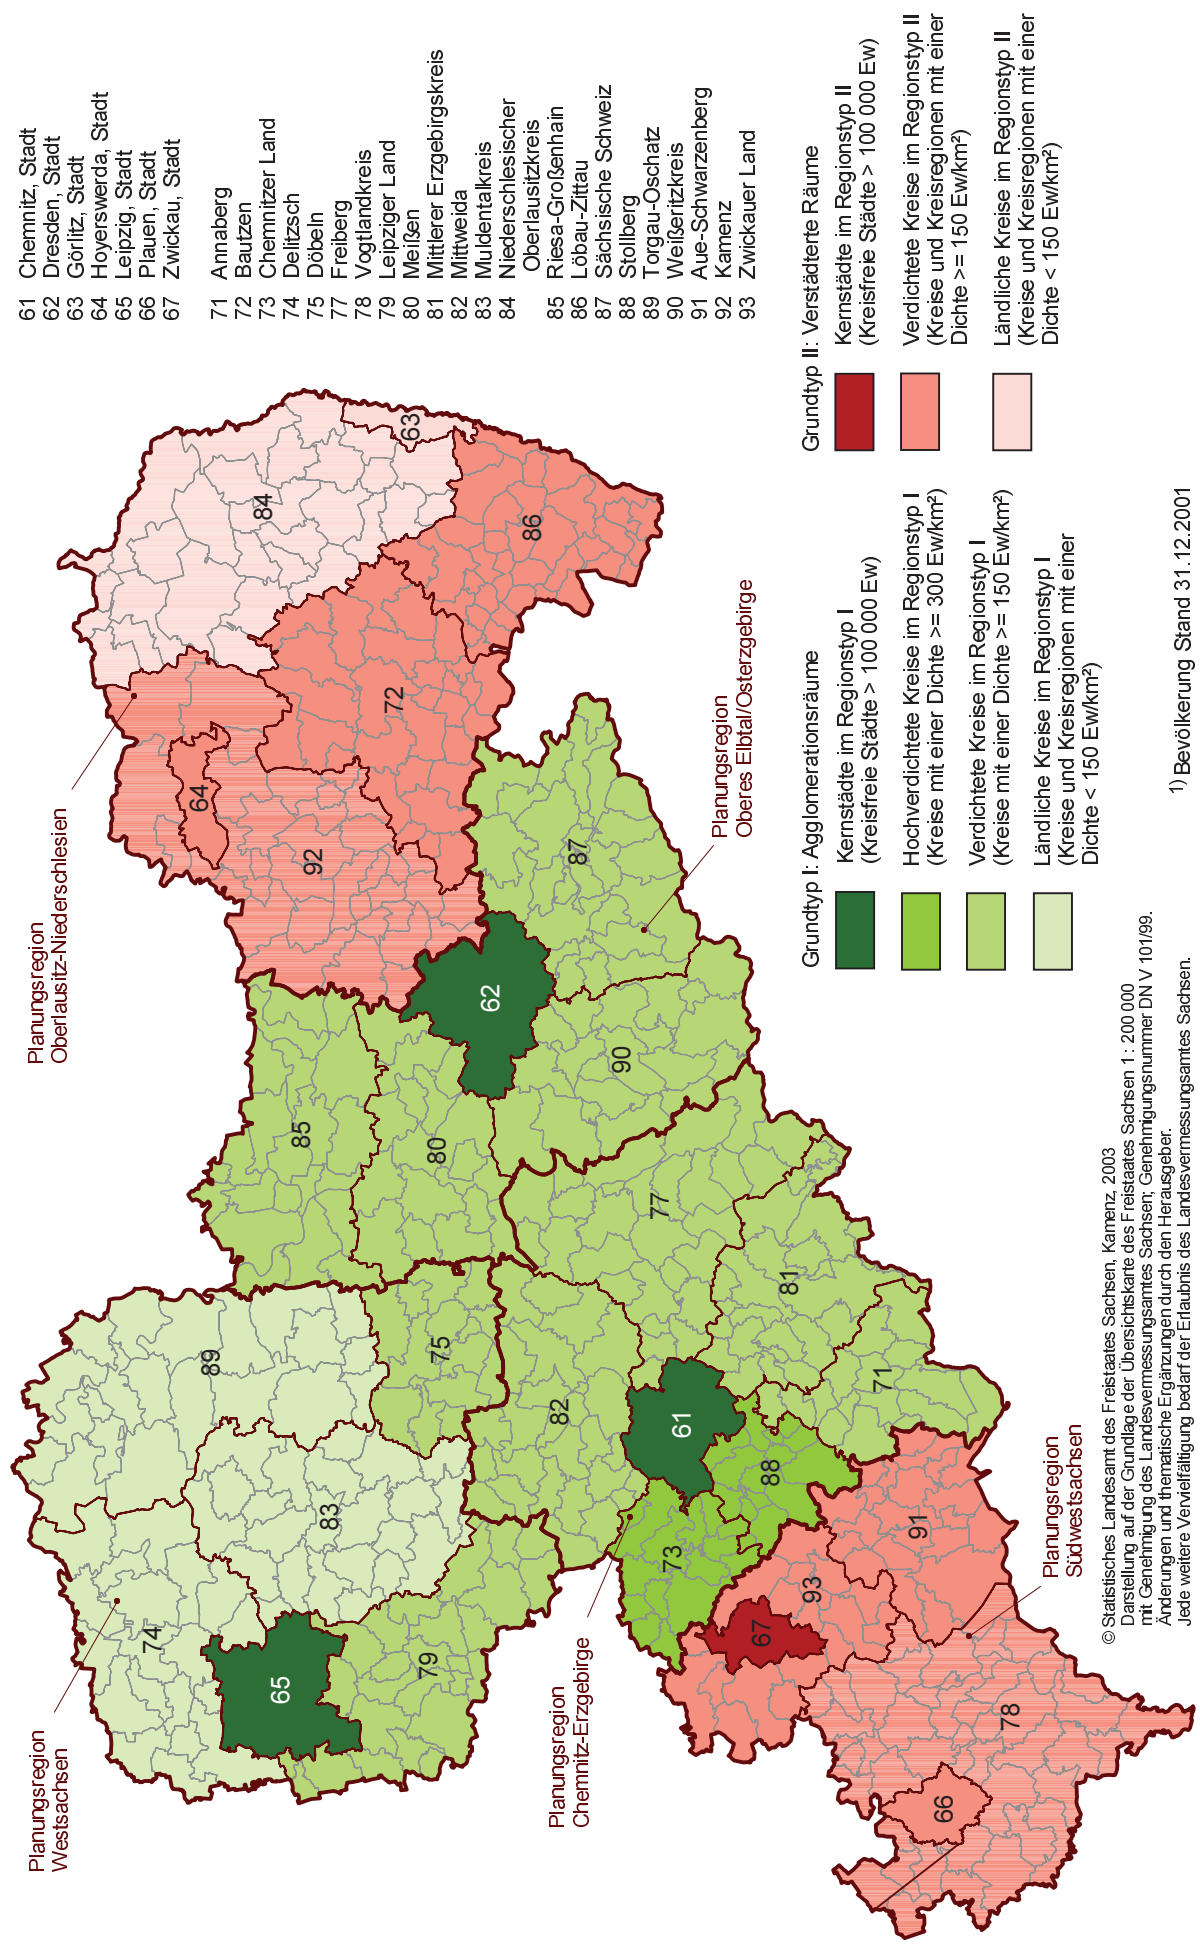 Planungsregion
Westsachsen
Planungsregion
Oberlausitz-Niederschlesien
Planungsregion
Chemnitz-Erzgebirge
Planungsregion
Oberes Elbtal/Osterzgebirge
Planungsregion
Südwestsachsen
74
89
65
83
79
75
85
80
62
90
87
92
64
72
84
63
86
82
77
61
81
71
88
73
93
67
91
78
66
61 Chemnitz, Stadt
62 Dresden, Stadt
63 Görlitz, Stadt
64 Hoyerswerda, Stadt
65 Leipzig, Stadt
66 Plauen, Stadt
67 Zwickau, Stadt
71 Annaberg
72 Bautzen
73 Chemnitzer Land
74 Delitzsch
75 Döbeln
77 Freiberg
78 Vogtlandkreis
79 Leipziger Land
80 Meißen
81 Mittlerer Erzgebirgskreis
82 Mittweida
83 Muldentalkreis
84 Niederschlesischer
Oberlausitzkreis
85 Riesa-Großenhain
86 Löbau-Zittau
87 Sächsische Schweiz
88 Stollberg
89 Torgau-Oschatz
90 Weißeritzkreis
91 Aue-Schwarzenberg
92 Kamenz
93 Zwickauer Land
Grundtyp I: Agglomerationsräume
Kernstädte im Regionstyp I
(Kreisfreie Städte > 100 000 Ew)
Hochverdichtete Kreise im Regionstyp I
(Kreise mit einer Dichte >= 300 Ew/km²)
Verdichtete Kreise im Regionstyp I
(Kreise mit einer Dichte >= 150 Ew/km²)
Ländliche Kreise im Regionstyp I
(Kreise und Kreisregionen mit einer
Dichte < 150 Ew/km²)
Grundtyp II: Verstädterte Räume
Kernstädte im Regionstyp II
(Kreisfreie Städte > 100 000 Ew)
Verdichtete Kreise im Regionstyp II
(Kreise und Kreisregionen mit einer
Dichte >= 150 Ew/km²)
Ländliche Kreise im Regionstyp II
(Kreise und Kreisregionen mit einer
Dichte < 150 Ew/km²)
© Statistisches Landesamt des Freistaates Sachsen, Kamenz, 2003
Darstellung auf der Grundlage der Übersichtskarte des Freistaates Sachsen 1 : 200 000
mit Genehmigung des Landesvermessungsamtes Sachsen; Genehmigungsnummer DN V 101/99.
Änderungen und thematische Ergänzungen durch den Herausgeber.
Jede weitere Vervielfältigung bedarf der Erlaubnis des Landesvermessungsamtes Sachsen.
1) Bevölkerung Stand 31.12.2001